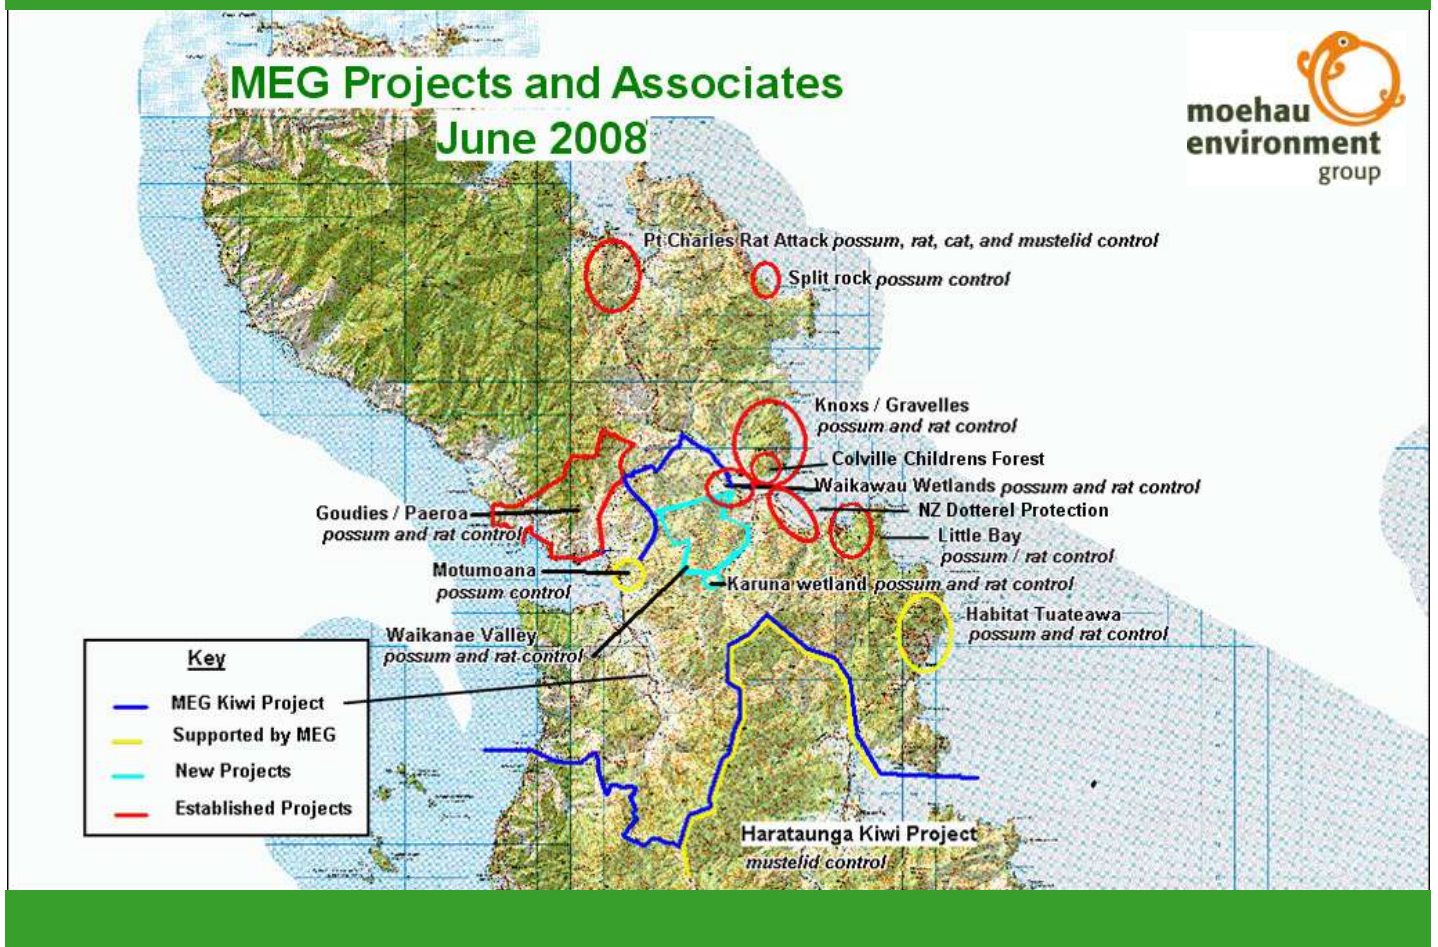 MEG Projects and Associates
June 2008
moehau
environment
group
Pt Charles Rat Attack possum, rat, cat, and mustelid control
Split rock possum control
Knoxs / Gravelles
possum and rat control
Colville Childrens Forest
Waikawau Wetlands possum and rat control
NZ Dotterel Protection
Goudies / Paeroa
possum and rat control
Little Bay
possum / rat control
Motumoana
possum control
Karuna wetland possum and rat control
Habitat Tuateawa
possum and rat control
Waikanae Valley
possum and rat control
Key
MEG Kiwi Project
Supported by MEG
New Projects
Established Projects
Harataunga Kiwi Project
mustelid control